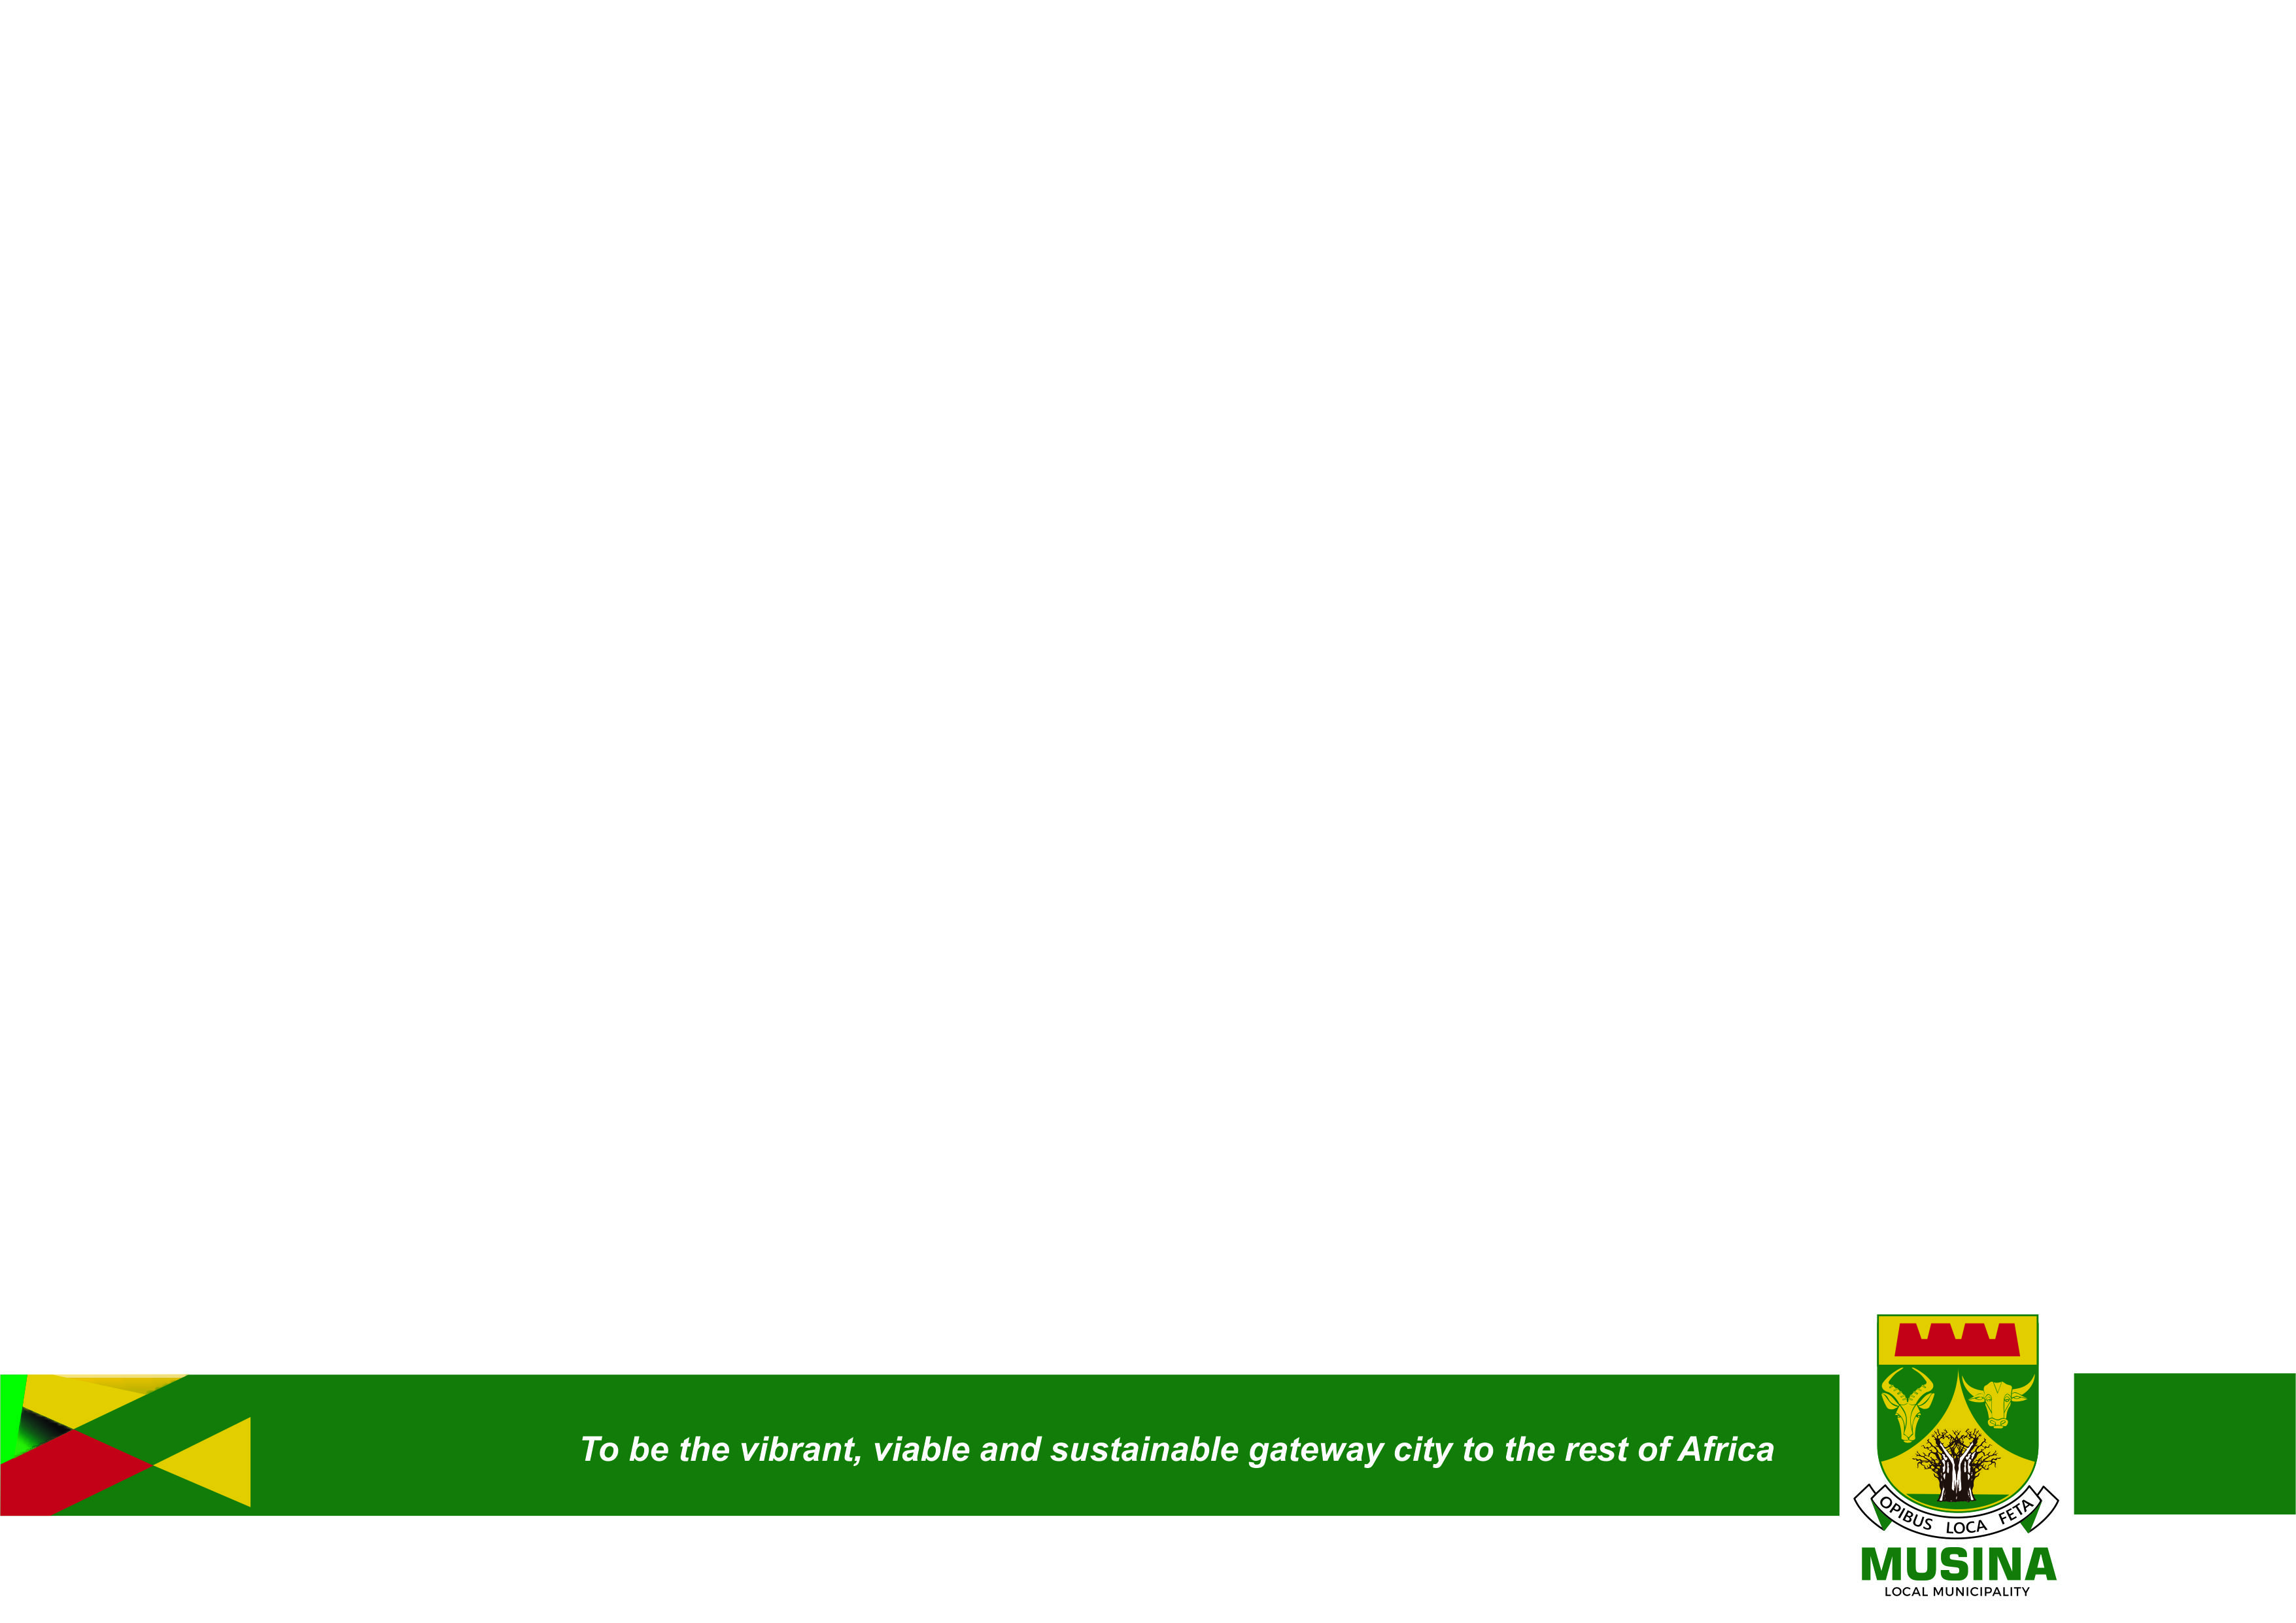 To be the vibrant, viable and sustainable gateway city to the rest of Africa
OPIBUS LOCA FETA
MUSINA
LOCAL MUNICIPALITY